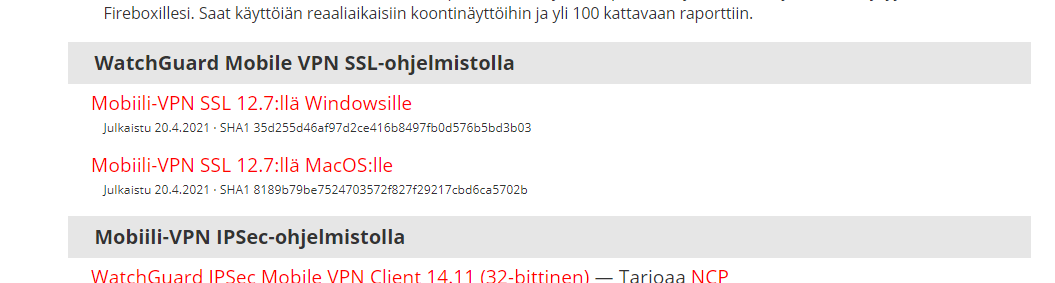 Fireboxillesi. Saat käyttöiän reaaliaikaisiin koontinäyttöihin ja yli 100 kattavaan raporttiin.
WatchGuard Mobile VPN SSL-ohjelmistolla
Mobiili-VPN SSL 12.7:llä Windowsille
Julkaistu 20.4.2021 · SHA1 35d255d46af97d2ce416b8497fb0d576b5bd3b03
Mobiili-VPN SSL 12.7:llä MacOS:lle
Julkaistu 20.4.2021 · SHA1 8189b79be7524703572f827f29217cbd6ca5702b
Mobiili-VPN IPSec-ohjelmistolla
WatchGuard IPSec Mobile VPN Client 14.11 (32-bittinen) — Tarjoaa NCP